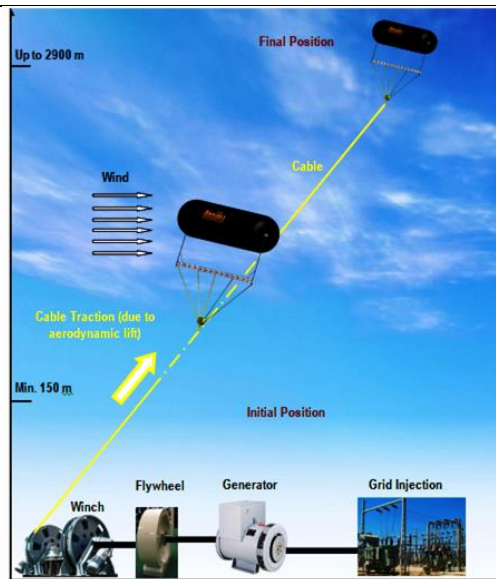 Final Position
Up to 2900 m
Cable
Wind
Cable Traction (due to
aerodynamic lift)
Min. 150 m
Initial Position
Winch
Flywheel
Generator
Grid Injection